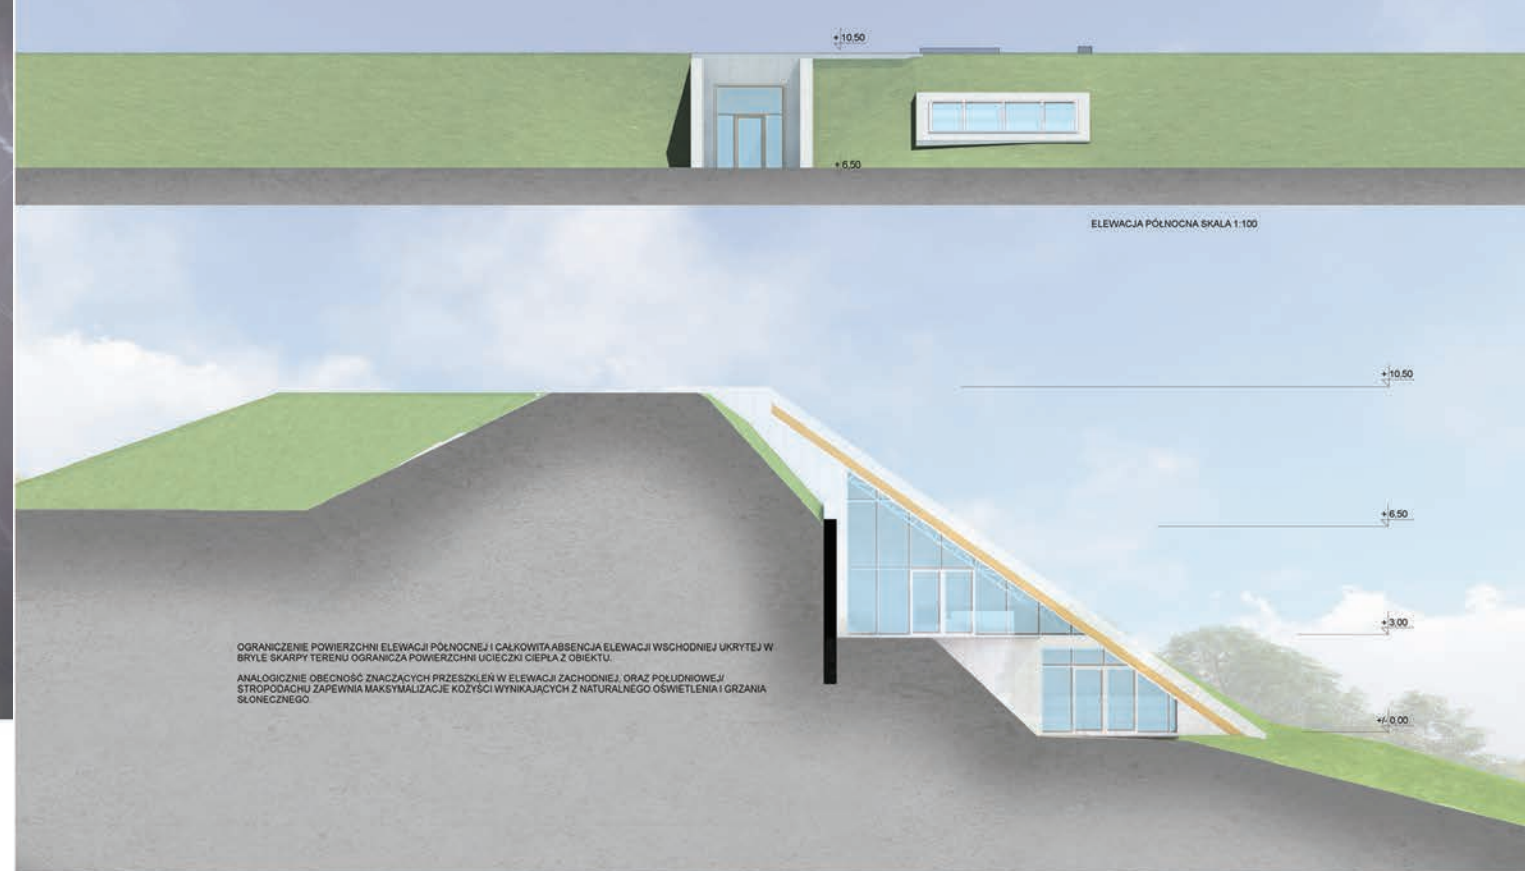 +10.50
+6,50
ELEWACJA PÓŁNOCNA SKALA 1:100
+10.50
+6.50
+3,00
+/- 0,00
OGRANICZENIE POWIERZCHNI ELEWACJI PÓŁNOCNEJ I CAŁKOWITA ABSENCJA ELEWACJI WSCHODNIEJ UKRYTEJ W
BRYLE SKARPY TERENU OGRANICZA POWIERZCHNI UCIECZKI CIEPŁA Z OBIEKTU.
ANALOGICZNIE OBECNOŚĆ ZNACZĄCYCH PRZESZKLEŃ W ELEWACJI ZACHODNIEJ, ORAZ POŁUDNIOWEJ/
STROPODACHU ZAPEWNIA MAKSYMALIZACJE KOZYŚCI WYNIKAJĄCYCH Z NATURALNEGO OŚWIETLENIA I GRZANIA
SŁONECZNEGO.